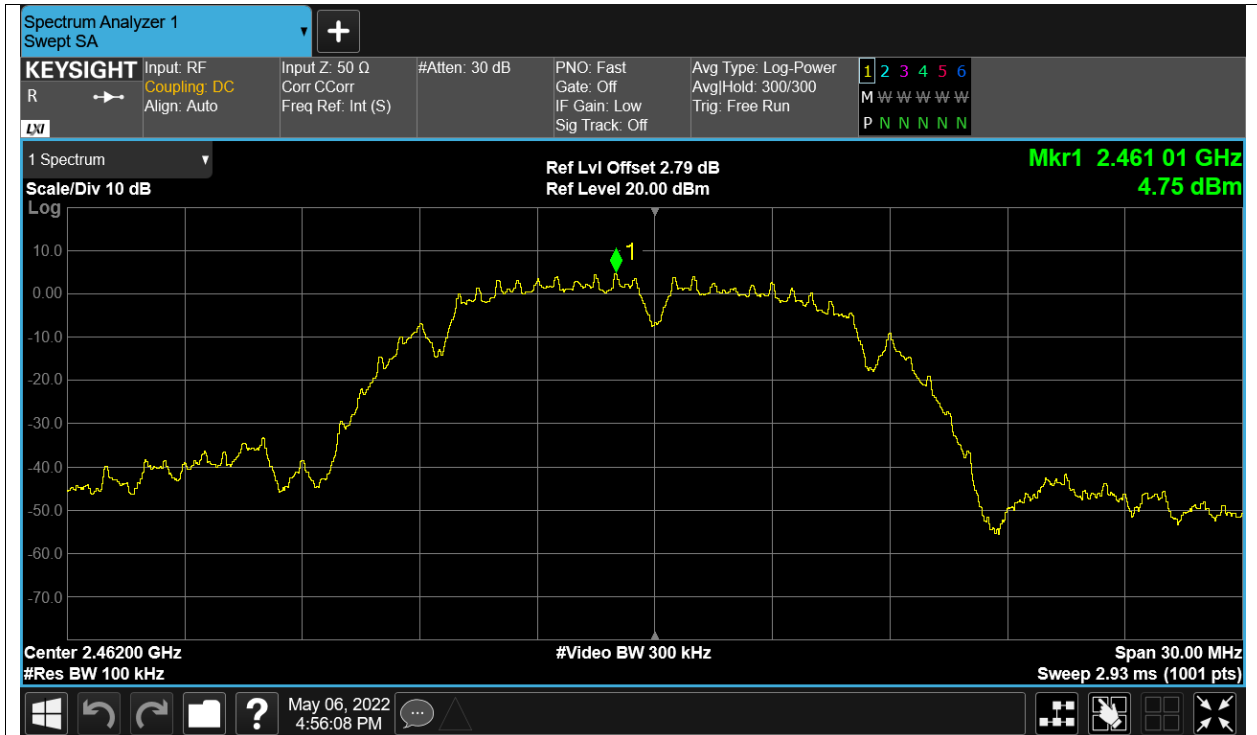 Spectrum Analyzer 1
Swept SA
KEYSIGHT
R
LXI
Input: RF
Coupling: DC
Align: Auto
Input Z: 50 Ω
Corr CCorr
Freq Ref: Int (S)
#Atten: 30 dB
PNO: Fast
Gate: Off
IF Gain: Low
Sig Track: Off
Avg Type: Log-Power
Avg|Hold: 300/300
Trig: Free Run
1 2 3 4 5 6
M W W W W W
P N N N N N N
1 Spectrum
Scale/Div 10 dB
Log
Ref Lvl Offset 2.79 dB
Ref Level 20.00 dBm
Mkr1 2.461 01 GHz
4.75 dBm
1
10.0
0.00
-10.0
-20.0
-30.0
-40.0
-50.0
-60.0
-70.0
Center 2.46200 GHz
#Res BW 100 kHz
#Video BW 300 kHz
Span 30.00 MHz
Sweep 2.93 ms (1001 pts)
?
May 06, 2022
4:56:08 PM